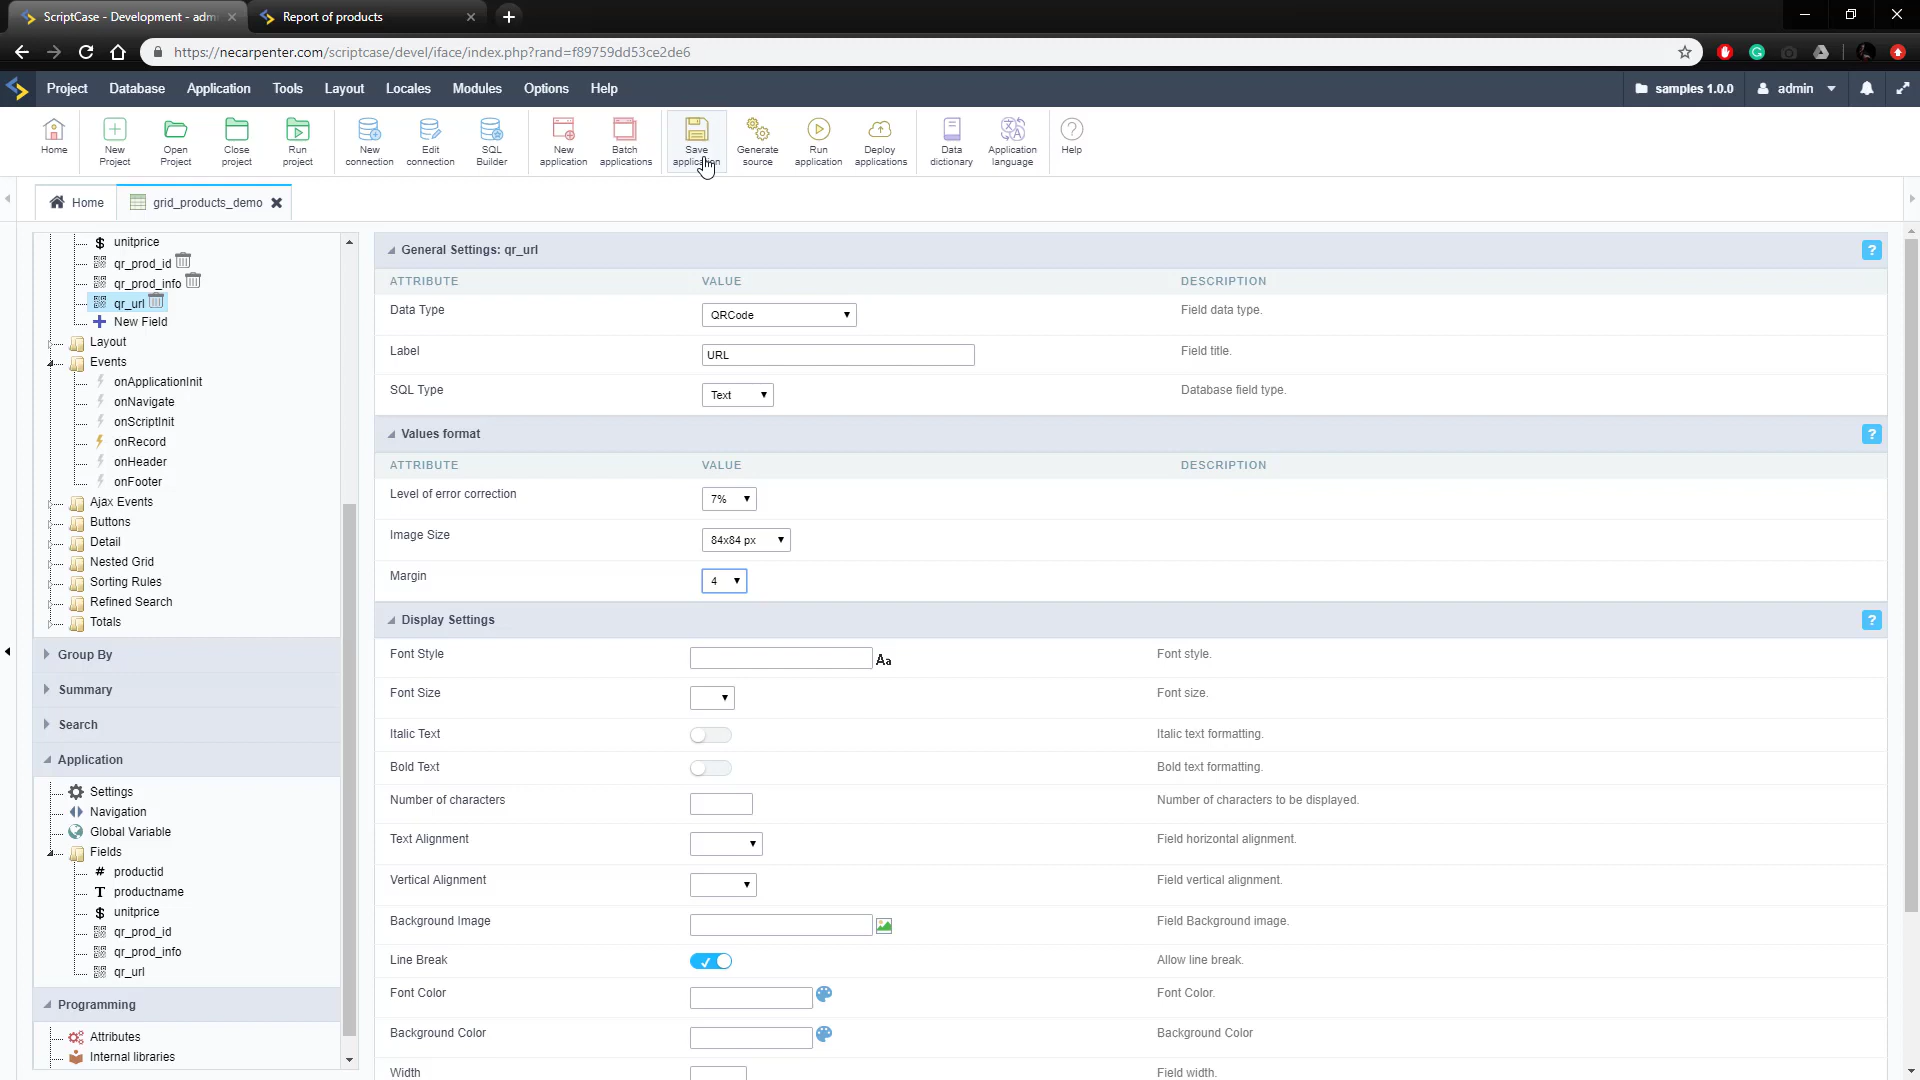 ScriptCase - Development - adm
Report of products
https://necarpenter.com/scriptcase/devel/iface/index.php?rand=f89759dd53ce2de6
Project Database Application Tools Layout Locales Modules Options Help
samples 1.0.0 admin
Home
New Project
Open Project
Close project
Run project
New connection
Edit connection
SQL Builder
New application
Batch applications
Save application
Generate source
Run application
Deploy applications
Data dictionary
Application language
Help
Home
grid_products_demo
unitprice
qr_prod_id
qr_prod_info
qr_url
New Field
Layout
Events
onApplicationInit
onNavigate
onScriptInit
onRecord
onHeader
onFooter
Ajax Events
Buttons
Detail
Nested Grid
Sorting Rules
Refined Search
Totals
Group By
Summary
Search
Application
Settings
Navigation
Global Variable
Fields
productid
productname
unitprice
qr_prod_id
qr_prod_info
qr_url
Programming
Attributes
Internal libraries
General Settings: qr_url ?
ATTRIBUTE VALUE DESCRIPTION
Data Type QRCode Field data type.
Label URL Field title.
SQL Type Text Database field type.
Values format ?
ATTRIBUTE VALUE DESCRIPTION
Level of error correction 7%
Image Size 84x84 px
Margin 4
Display Settings ?
Font Style Aa Font style.
Font Size Font size.
Italic Text Italic text formatting.
Bold Text Bold text formatting.
Number of characters Number of characters to be displayed.
Text Alignment Field horizontal alignment.
Vertical Alignment Field vertical alignment.
Background Image Field Background image.
Line Break Allow line break.
Font Color Font Color.
Background Color Background Color
Width Field width.